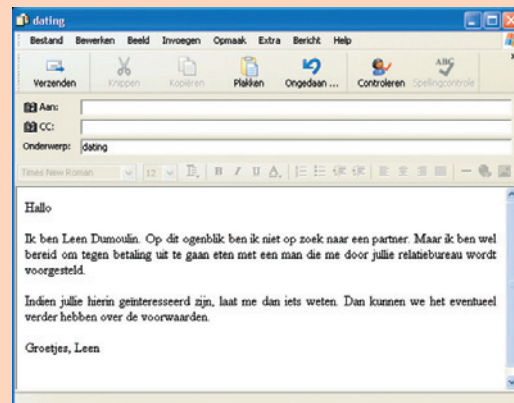 dating
Bestand Bewerken Beeld Invoegen Opmaak Extra Bericht Help
Verzenden Knippen Kopiëren Plakken Ongedaan ... Controleren Spellingcontrole
Aan:
CC:
Onderwerp: dating
Times New Roman 12 B I U A
Hallo
Ik ben Leen Dumoulin. Op dit ogenblik ben ik niet op zoek naar een partner. Maar ik ben wel
bereid om tegen betaling uit te gaan eten met een man die me door jullie relatiebureau wordt
voorgesteld.
Indien jullie hierin geïnteresseerd zijn, laat me dan iets weten. Dan kunnen we het eventueel
verder hebben over de voorwaarden.
Groetjes, Leen